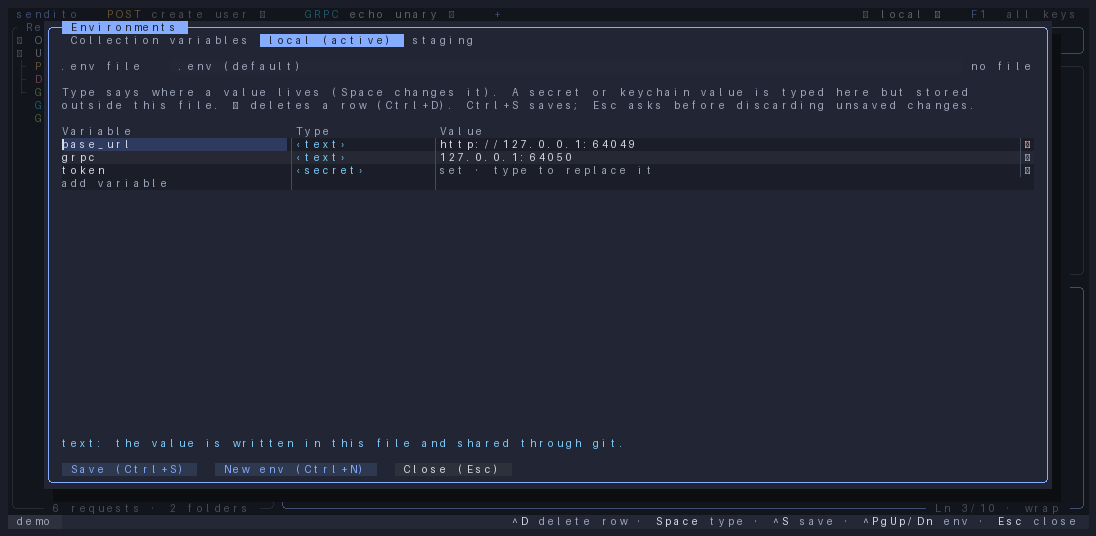 sendito POST create user GRPC echo unary + local F1 all keys
Environments
Collection variables local (active) staging
.env file .env (default) no file
Type says where a value lives (Space changes it). A secret or keychain value is typed here but stored
outside this file. deletes a row (Ctrl+D). Ctrl+S saves; Esc asks before discarding unsaved changes.
Variable Type Value
base_url ‹text› http://127.0.0.1:64049
grpc ‹text› 127.0.0.1:64050
token ‹secret› set · type to replace it
add variable
text: the value is written in this file and shared through git.
Save (Ctrl+S) New env (Ctrl+N) Close (Esc)
6 requests · 2 folders Ln 3/10 · wrap
demo ^D delete row · Space type · ^S save · ^PgUp/Dn env · Esc close